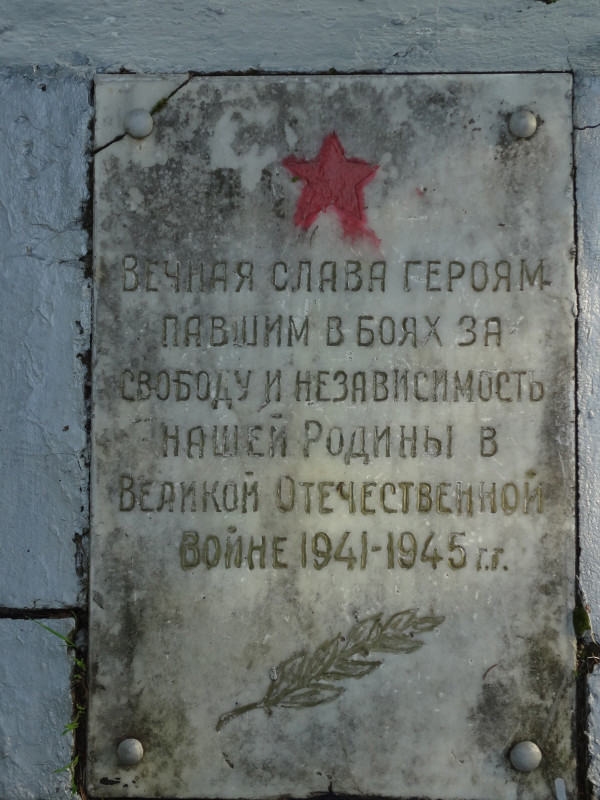 Вечная слава героям,
павшим в боях за
свободу и независимость
нашей Родины в
Великой Отечественной
войне 1941-1945 г.г.